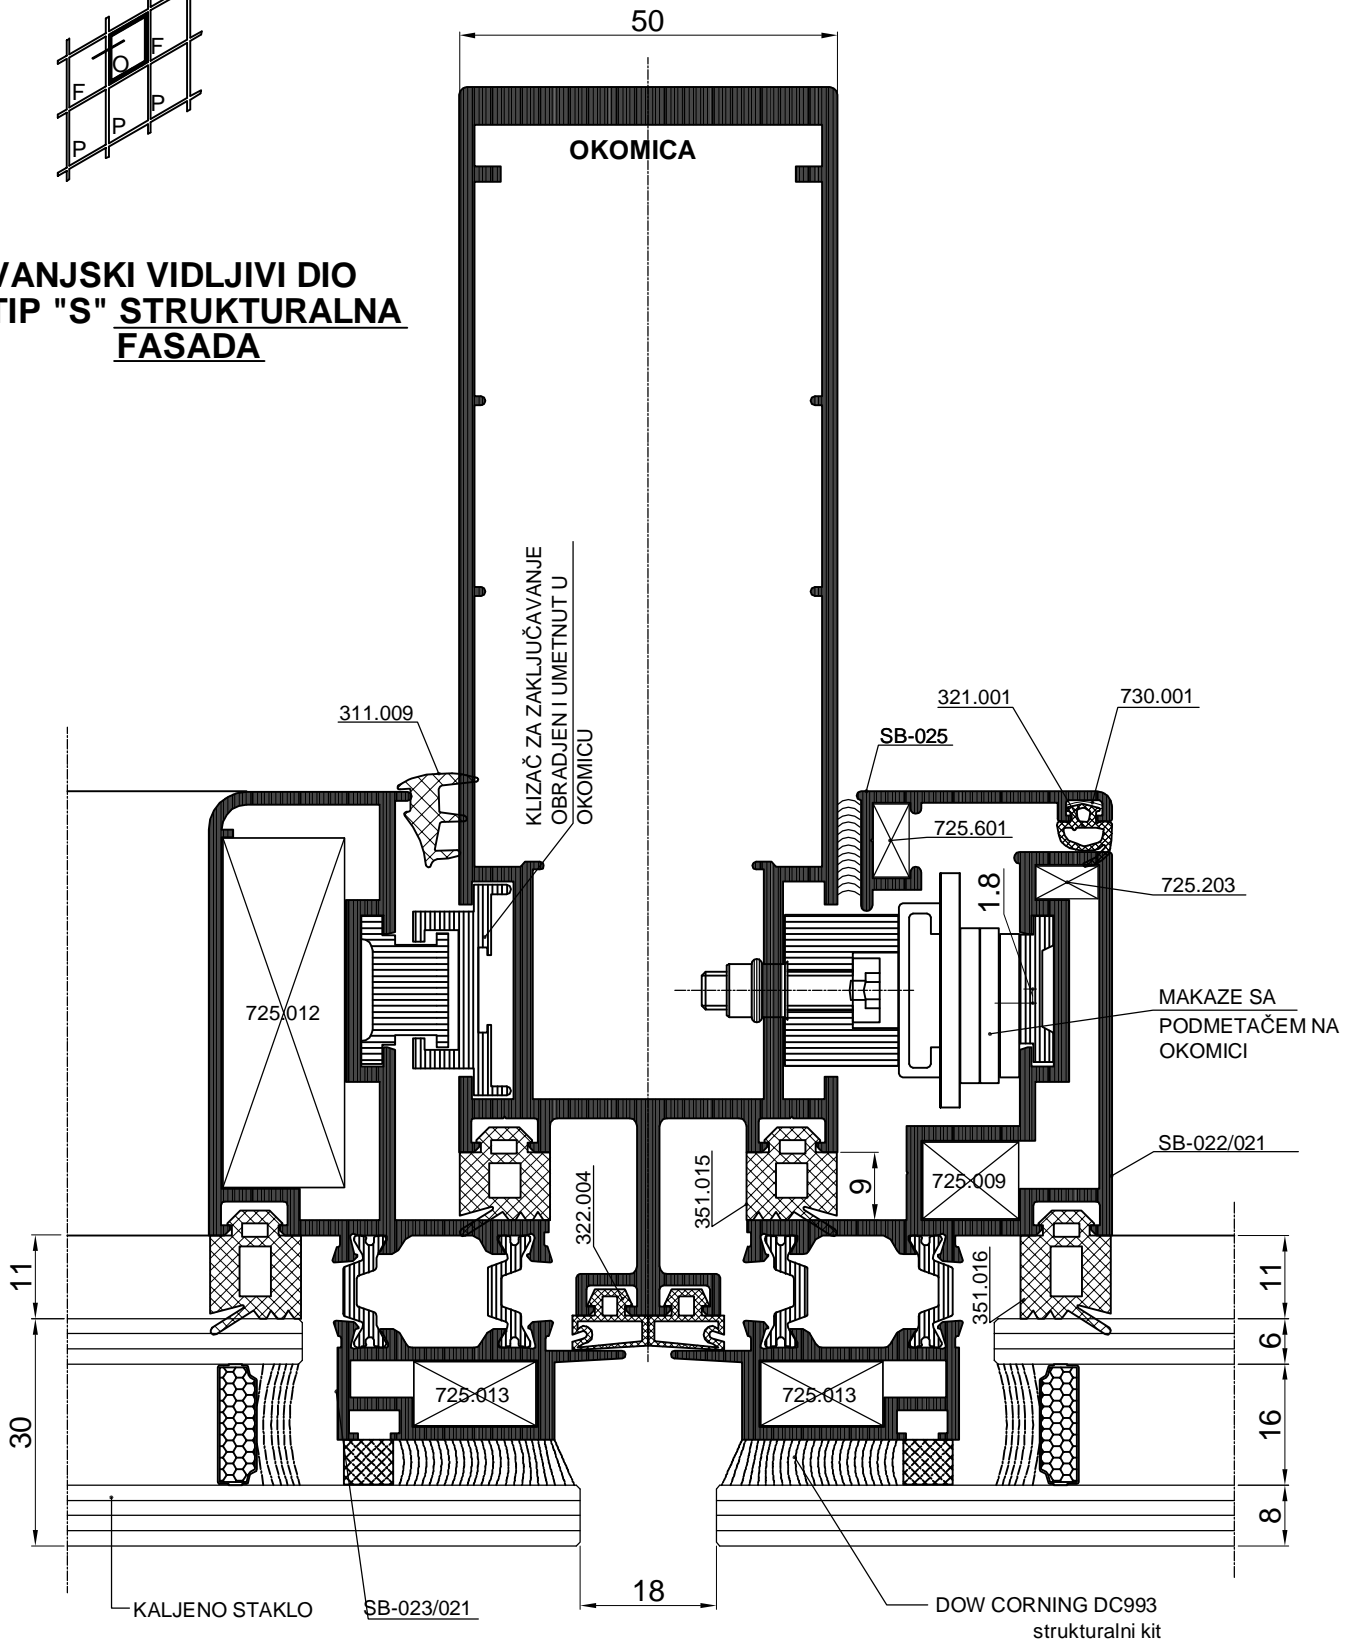 50
F
O
F
P
P
P
OKOMICA
VANJSKI VIDLJIVI DIO
TIP "S" STRUKTURALNA
FASADA
KLIZAČ ZA ZAKLJUČAVANJE
OBRADJEN I UMETNUT U
OKOMICU
311.009
321.001
730.001
SB-025
725.601
1.8
725.203
725.012
MAKAZE SA
PODMETAČEM NA
OKOMICI
SB-022/021
725.009
9
351.015
322.004
351.016
11
11
6
30
16
725.013
725.013
8
18
KALJENO STAKLO
SB-023/021
DOW CORNING DC993
strukturalni kit